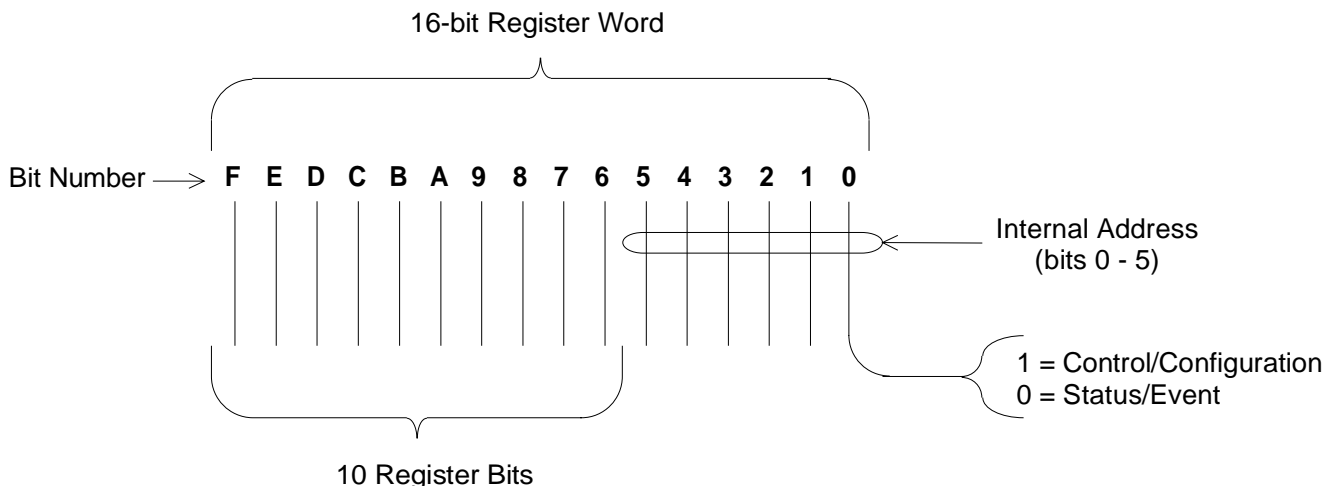 16-bit Register Word
Bit Number F E D C B A 9 8 7 6 5 4 3 2 1 0
Internal Address
(bits 0 - 5)
1 = Control/Configuration
0 = Status/Event
10 Register Bits